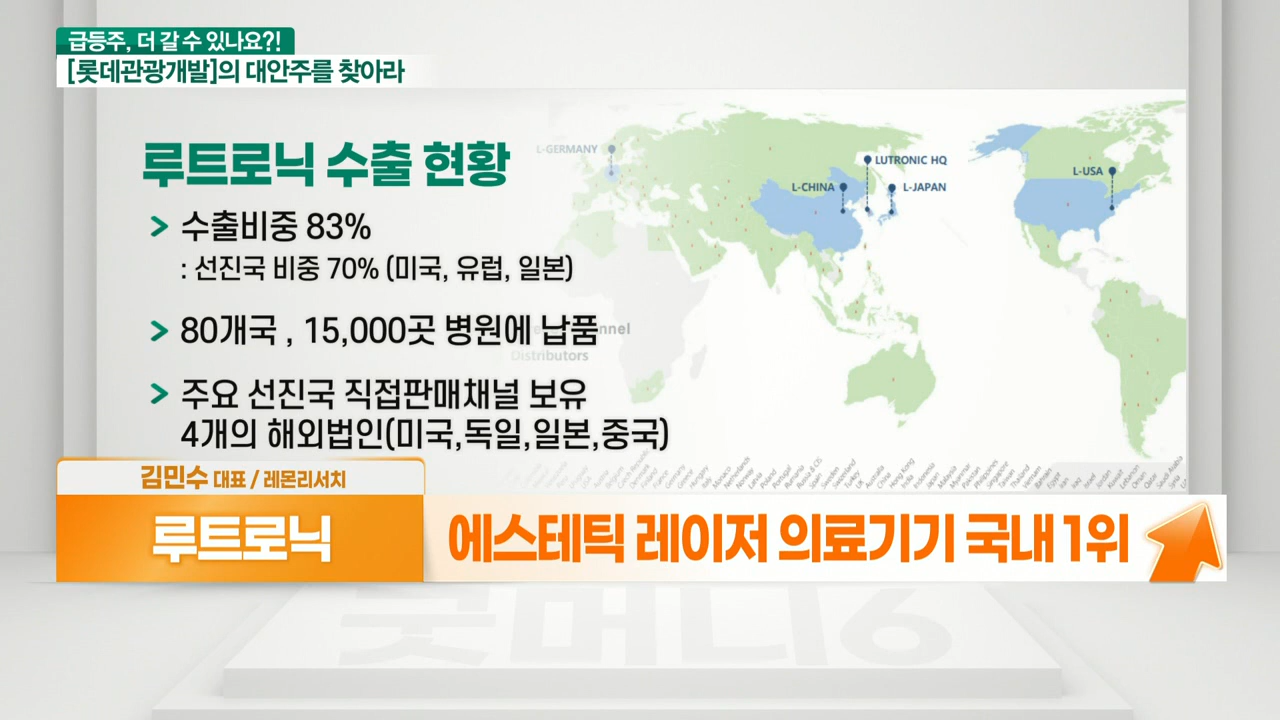 급등주, 더 갈 수 있나요?!
[롯데관광개발]의 대안주를 찾아라
루트로닉 수출 현황
> 수출비중 83%
: 선진국 비중 70% (미국, 유럽, 일본)
> 80개국 , 15,000곳 병원에 납품
> 주요 선진국 직접판매채널 보유
4개의 해외법인(미국,독일,일본,중국)
L-GERMANY
LUTRONIC HQ
L-CHINA
L-JAPAN
L-USA
Distributors
김민수 대표 / 레몬리서치
루트로닉
에스테틱 레이저 의료기기 국내 1위
굿머니6